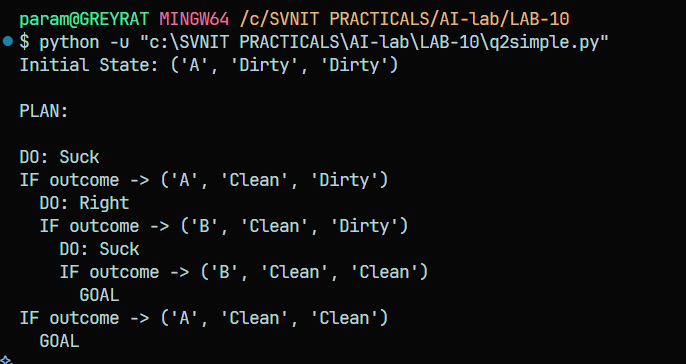 param@GREYRAT MINGW64 /c/SVNIT PRACTICALS/AI-lab/LAB-10
$ python -u "c:\SVNIT PRACTICALS\AI-lab\LAB-10\q2simple.py"
Initial State: ('A', 'Dirty', 'Dirty')

PLAN:

DO: Suck
IF outcome -> ('A', 'Clean', 'Dirty')
  DO: Right
  IF outcome -> ('B', 'Clean', 'Dirty')
    DO: Suck
    IF outcome -> ('B', 'Clean', 'Clean')
      GOAL
IF outcome -> ('A', 'Clean', 'Clean')
  GOAL